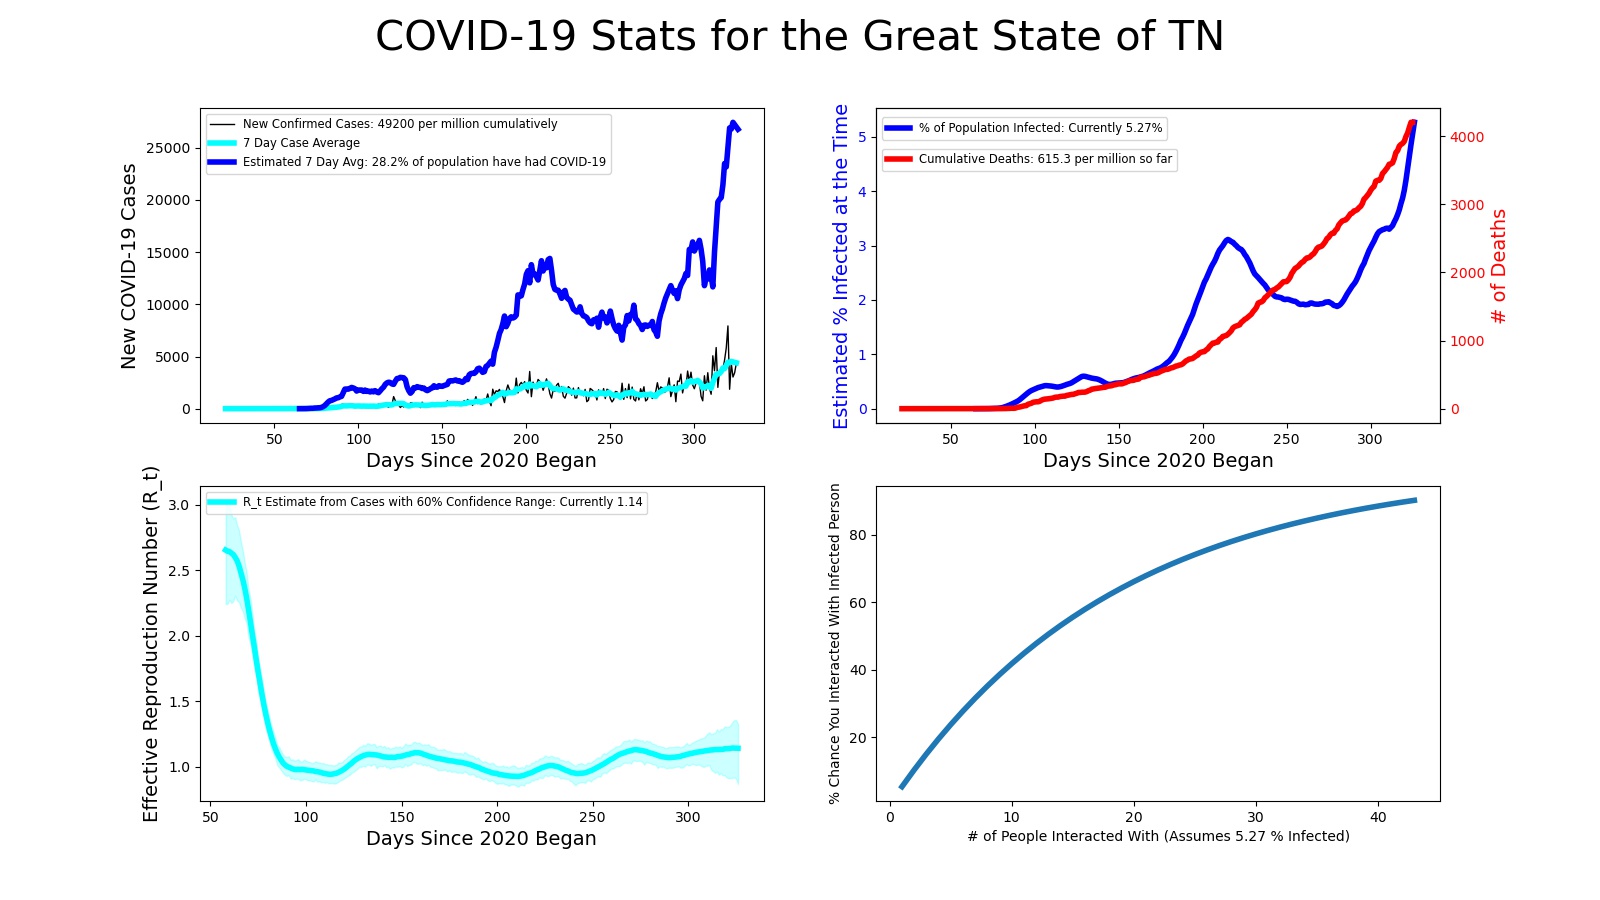 COVID-19 Stats for the Great State of TN
New COVID-19 Cases
25000
20000
15000
10000
5000
0
New Confirmed Cases: 49200 per million cumulatively
7 Day Case Average
Estimated 7 Day Avg: 28.2% of population have had COVID-19
50 100 150 200 250 300
Days Since 2020 Began
Estimated % Infected at the Time
5
4
3
2
1
0
% of Population Infected: Currently 5.27%
Cumulative Deaths: 615.3 per million so far
4000
3000
2000
1000
0
# of Deaths
50 100 150 200 250 300
Days Since 2020 Began
Effective Reproduction Number (R_t)
3.0
2.5
2.0
1.5
1.0
R_t Estimate from Cases with 60% Confidence Range: Currently 1.14
50 100 150 200 250 300
Days Since 2020 Began
% Chance You Interacted With Infected Person
80
60
40
20
0 10 20 30 40
# of People Interacted With (Assumes 5.27 % Infected)